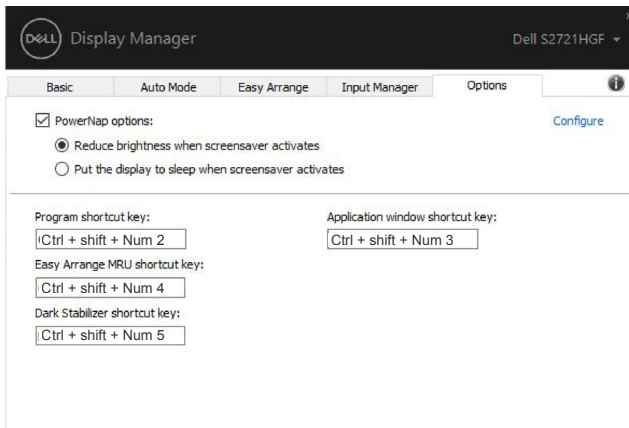 DELL Display Manager
Dell S2721HGF
Basic Auto Mode Easy Arrange Input Manager Options
PowerNap options:
Configure
Reduce brightness when screensaver activates
Put the display to sleep when screensaver activates
Program shortcut key:
Application window shortcut key:
Ctrl + shift + Num 2
Ctrl + shift + Num 3
Easy Arrange MRU shortcut key:
Ctrl + shift + Num 4
Dark Stabilizer shortcut key:
Ctrl + shift + Num 5